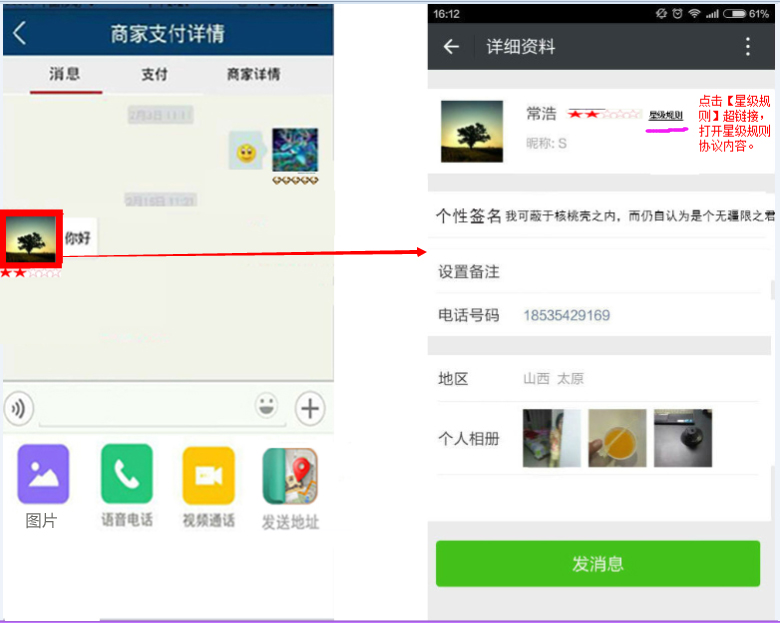 商家支付详情
消息
支付
商家详情
你好
图片
语音电话
视频通话
发送地址
16:12
61%
详细资料
常浩
星级规则
昵称: S
点击【星级规
则】超链接，
打开星级规则
协议内容。
个性签名 我可蔽于核桃壳之内，而仍自认为是个无疆限之君
设置备注
电话号码 18535429169
地区 山西 太原
个人相册
发消息